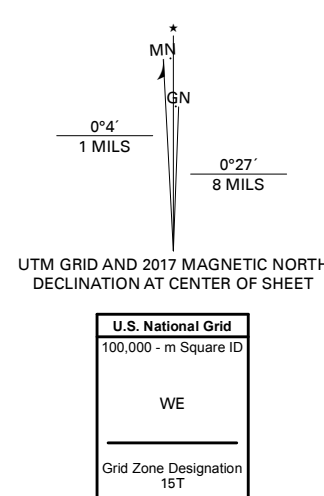 ★
MN
GN
0°4´
1 MILS
0°27´
8 MILS
UTM GRID AND 2017 MAGNETIC NORTH
DECLINATION AT CENTER OF SHEET
U.S. National Grid
100,000 - m Square ID
WE
Grid Zone Designation
15T